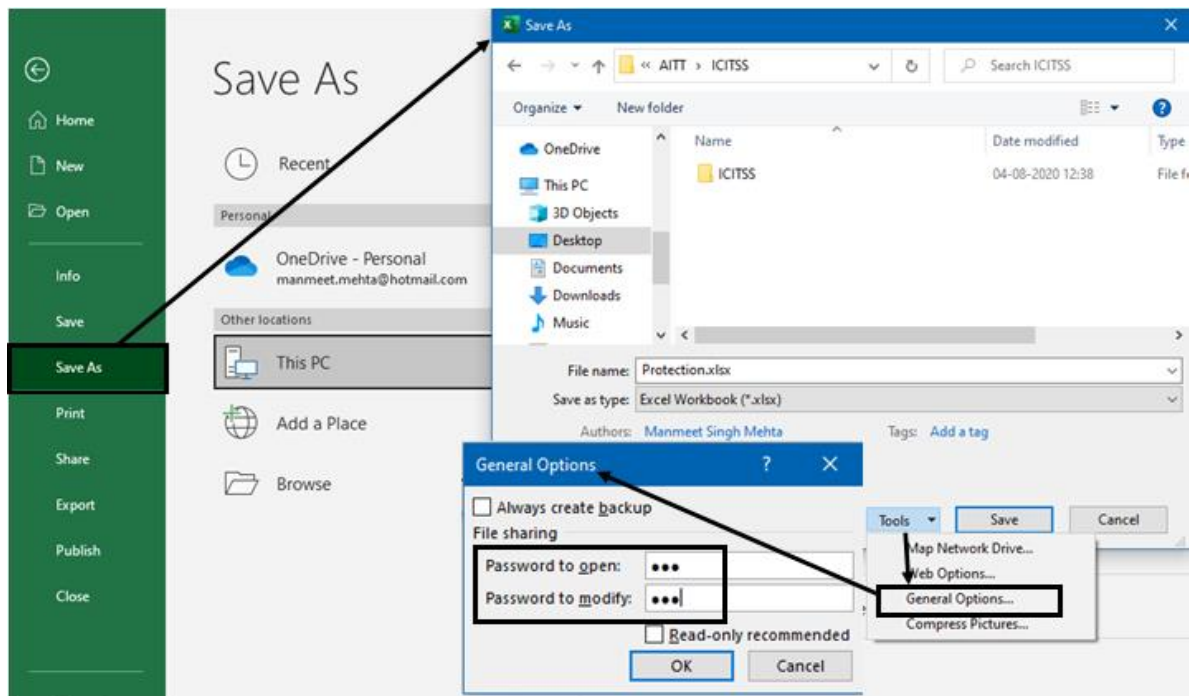 Save As
Home
New
Open
Info
Save
Save As
Print
Share
Export
Publish
Close
Save As
Recent
Personal
OneDrive - Personal
manmeet.mehta@hotmail.com
Other locations
This PC
Add a Place
Browse
« AITT › ICITSS
Search ICITSS
Organize
New folder
OneDrive
This PC
3D Objects
Desktop
Documents
Downloads
Music
Name
Date modified
Type
ICITSS
04-08-2020 12:38
File f
File name: Protection.xlsx
Save as type: Excel Workbook (*.xlsx)
Authors: Manmeet Singh Mehta
Tags: Add a tag
Tools
Save
Cancel
Map Network Drive...
Web Options...
General Options...
Compress Pictures...
General Options
?
Always create backup
File sharing
Password to open: •••
Password to modify: •••
Read-only recommended
OK
Cancel